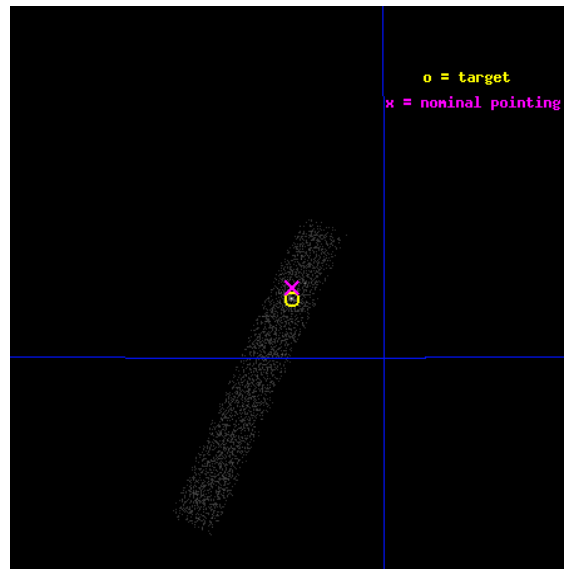 o = target
x = nominal pointing